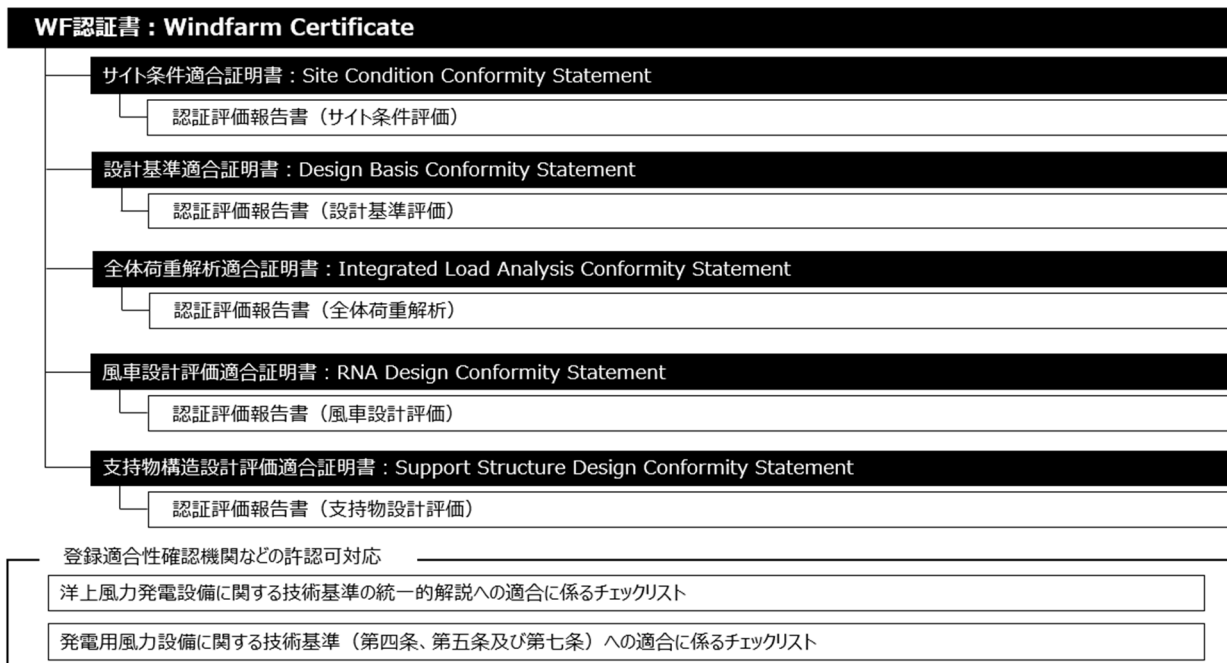 WF認証書：Windfarm Certificate
サイト条件適合証明書：Site Condition Conformity Statement
認証評価報告書（サイト条件評価）
設計基準適合証明書：Design Basis Conformity Statement
認証評価報告書（設計基準評価）
全体荷重解析適合証明書：Integrated Load Analysis Conformity Statement
認証評価報告書（全体荷重解析）
風車設計評価適合証明書：RNA Design Conformity Statement
認証評価報告書（風車設計評価）
支持物構造設計評価適合証明書：Support Structure Design Conformity Statement
認証評価報告書（支持物設計評価）
登録適合性確認機関などの許認可対応
洋上風力発電設備に関する技術基準の統一的解説への適合に係るチェックリスト
発電用風力設備に関する技術基準（第四条、第五条及び第七条）への適合に係るチェックリスト